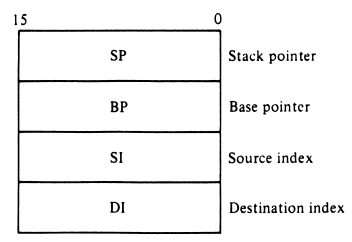 15 0
SP Stack pointer
BP Base pointer
SI Source index
DI Destination index